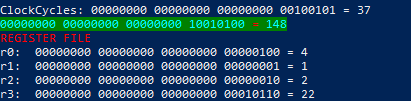 ClockCycles: 00000000 00000000 00000000 00100101 = 37
00000000 00000000 00000000 10010100 = 148
REGISTER FILE
r0:  00000000 00000000 00000000 00000100 = 4
r1:  00000000 00000000 00000000 00000001 = 1
r2:  00000000 00000000 00000000 00000010 = 2
r3:  00000000 00000000 00000000 00010110 = 22